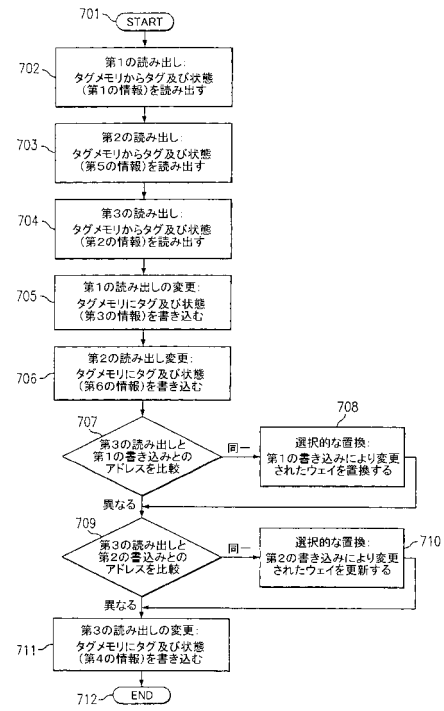 701
START
702
第1の読み出し:
タグメモリからタグ及び状態
(第1の情報)を読み出す
703
第2の読み出し:
タグメモリからタグ及び状態
(第5の情報)を読み出す
704
第3の読み出し:
タグメモリからタグ及び状態
(第2の情報)を読み出す
705
第1の読み出しの変更:
タグメモリにタグ及び状態
(第3の情報)を書き込む
706
第2の読み出し変更:
タグメモリにタグ及び状態
(第6の情報)を書き込む
707
第3の読み出しと
第1の書き込みとの
アドレスを比較
同一
708
選択的な置換:
第1の書き込みにより変更
されたウェイを置換する
異なる
709
第3の読み出しと
第2の書き込みとの
アドレスを比較
同一
710
選択的な置換:
第2の書き込みにより変更
されたウェイを更新する
異なる
711
第3の読み出しの変更:
タグメモリにタグ及び状態
(第4の情報)を書き込む
712
END